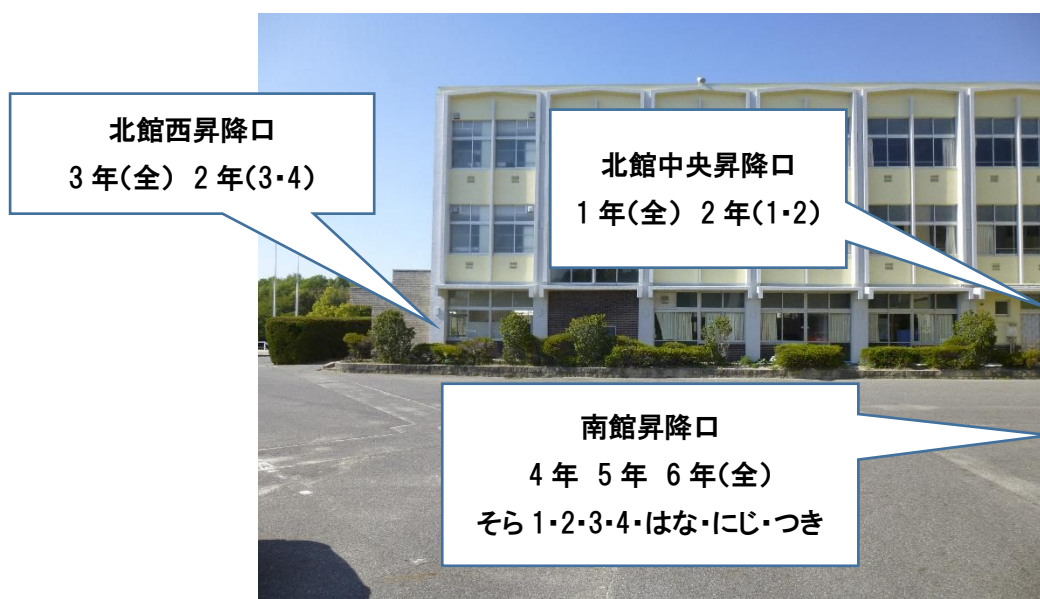 北館西昇降口
3年(全) 2年(3・4)
北館中央昇降口
1年(全) 2年(1・2)
南館昇降口
4年 5年 6年(全)
そら1・2・3・4・はな・にじ・つき